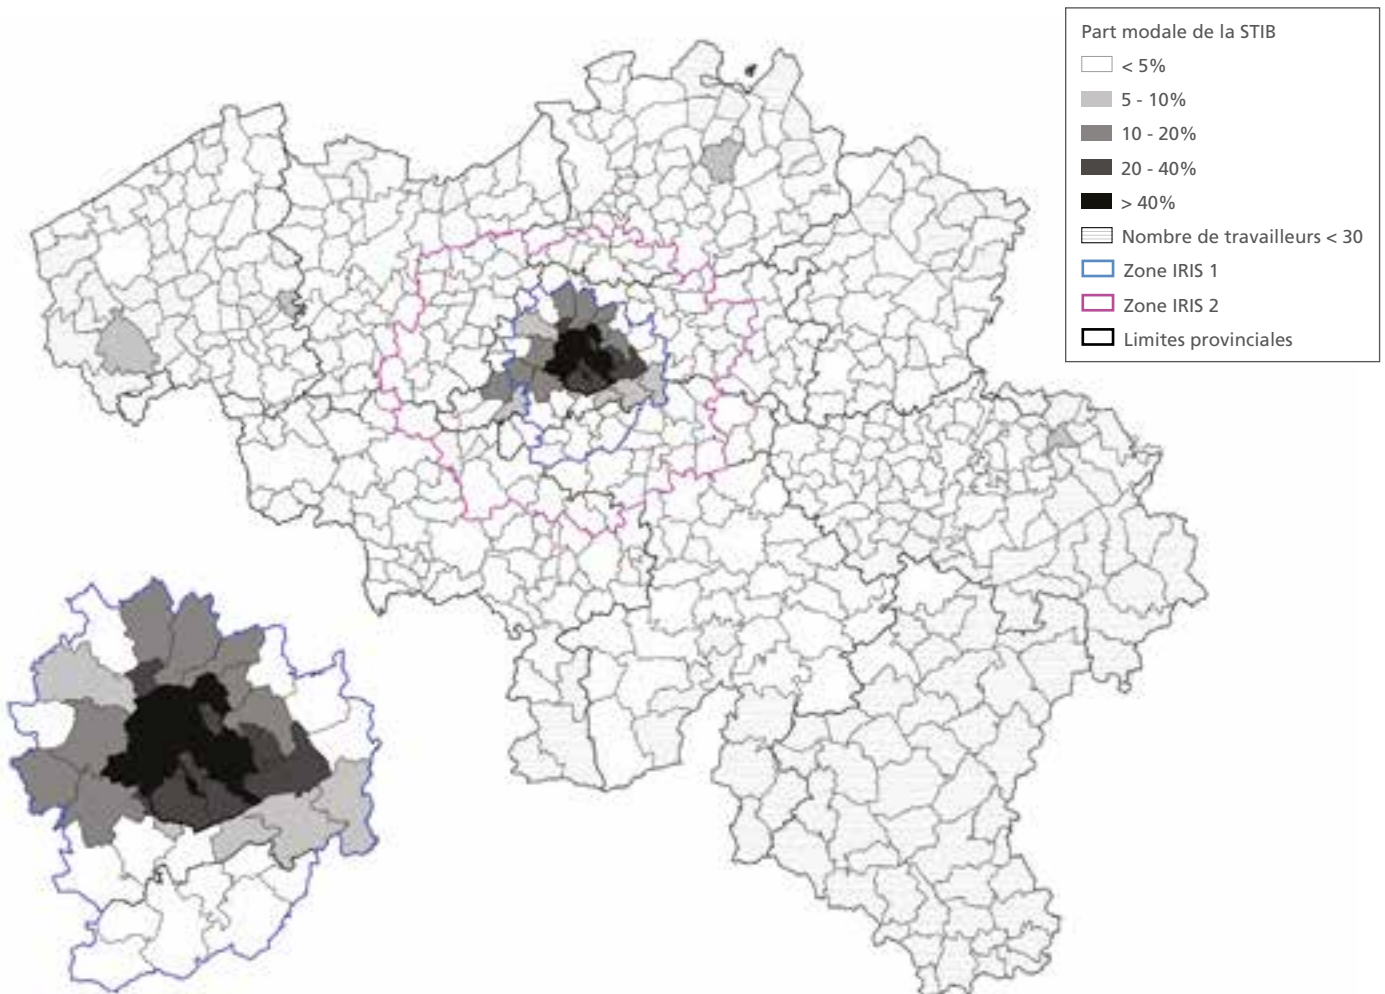 Part modale de la STIB
< 5%
5 - 10%
10 - 20%
20 - 40%
> 40%
Nombre de travailleurs < 30
Zone IRIS 1
Zone IRIS 2
Limites provinciales